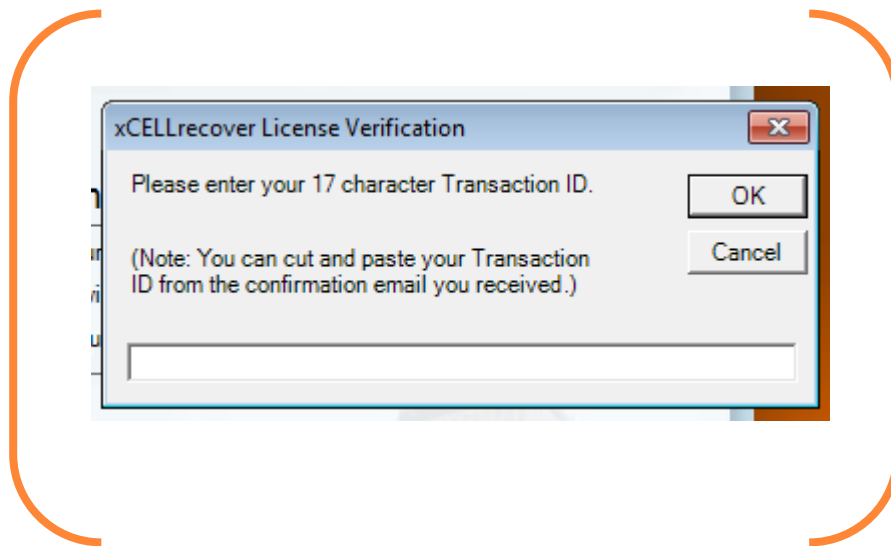 xCELLrecover License Verification
Please enter your 17 character Transaction ID.
OK
Cancel
(Note: You can cut and paste your Transaction
ID from the confirmation email you received.)